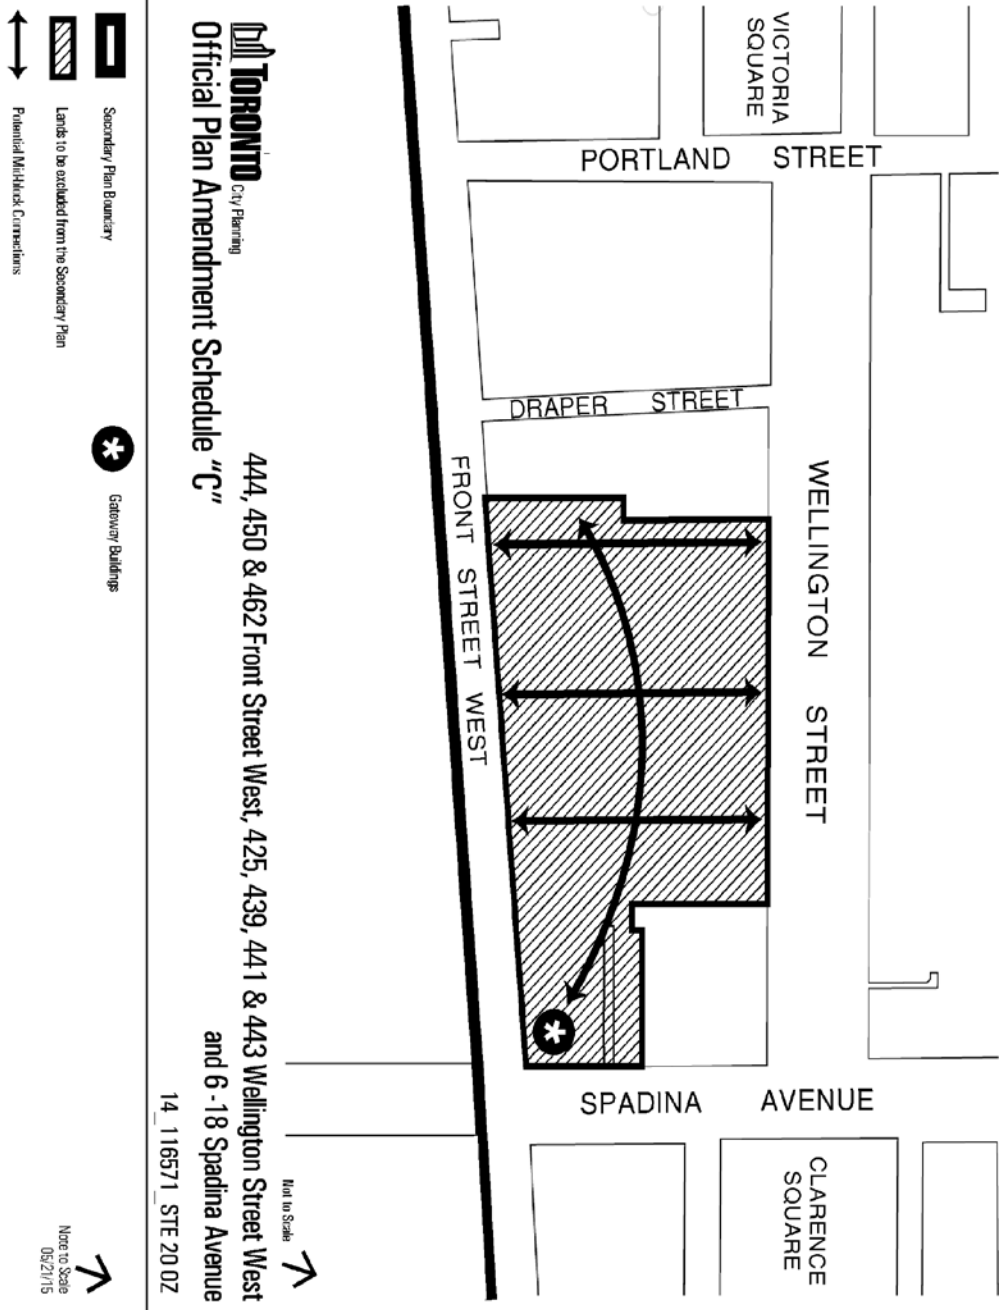 VICTORIA
SQUARE
PORTLAND STREET
DRAPER STREET
WELLINGTON STREET
FRONT STREET WEST
SPADINA AVENUE
CLARENCE
SQUARE
TORONTO City Planning
Official Plan Amendment Schedule "C"
444, 450 & 462 Front Street West, 425, 439, 441 & 443 Wellington Street West
and 6 -18 Spadina Avenue
14_116571_STE 20 OZ
Not to Scale
Secondary Plan Boundary
Lands to be excluded from the Secondary Plan
Potential Mid-block Connections
Gateway Buildings
Note to Scale
05/21/15